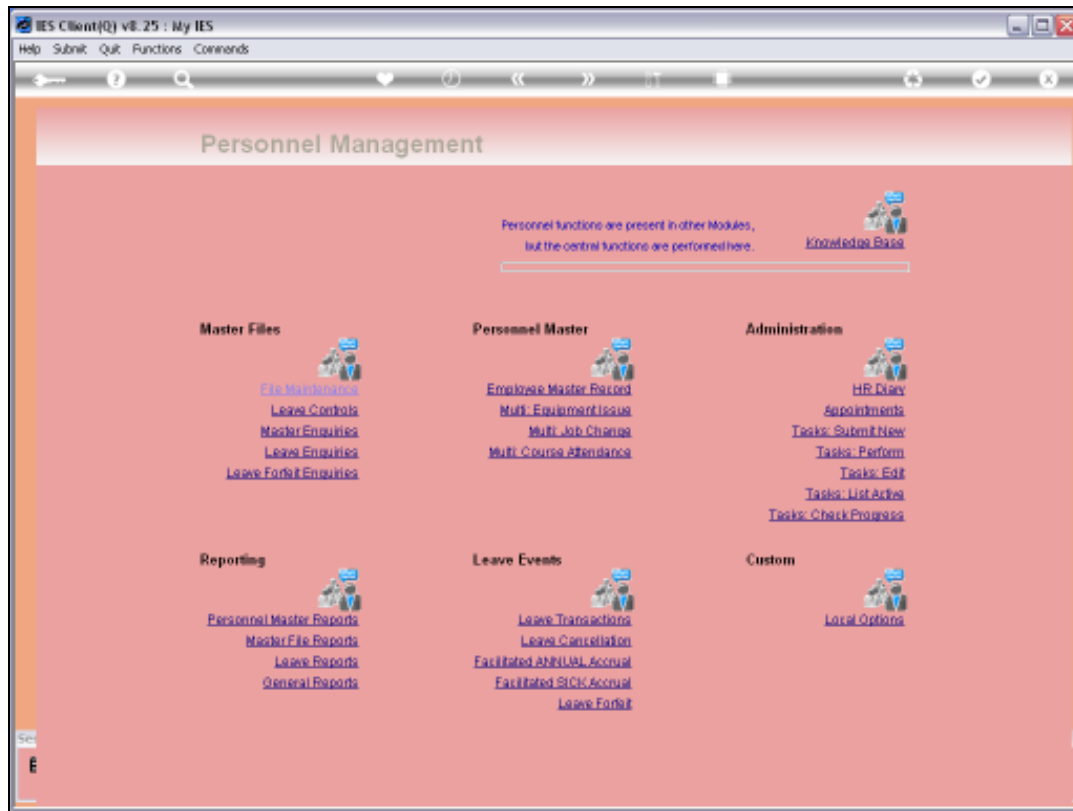 IES Client(Q) v8.25 : My IES
Help Submit Quit Functions Commands
Personnel Management
Personnel functions are present in other Modules,
but the central functions are performed here.
Knowledge Base
Master Files
File Maintenance
Leave Controls
Master Enquiries
Leave Enquiries
Leave Forfeit Enquiries
Personnel Master
Employee Master Record
Multi: Equipment Issue
Multi: Job Change
Multi: Course Attendance
Administration
HR Diary
Appointments
Tasks: Submit New
Tasks: Perform
Tasks: Edit
Tasks: List Active
Tasks: Check Progress
Reporting
Personnel Master Reports
Master File Reports
Leave Reports
General Reports
Leave Events
Leave Transactions
Leave Cancellation
Facilitated ANNUAL Accrual
Facilitated SICK Accrual
Leave Forfeit
Custom
Local Options